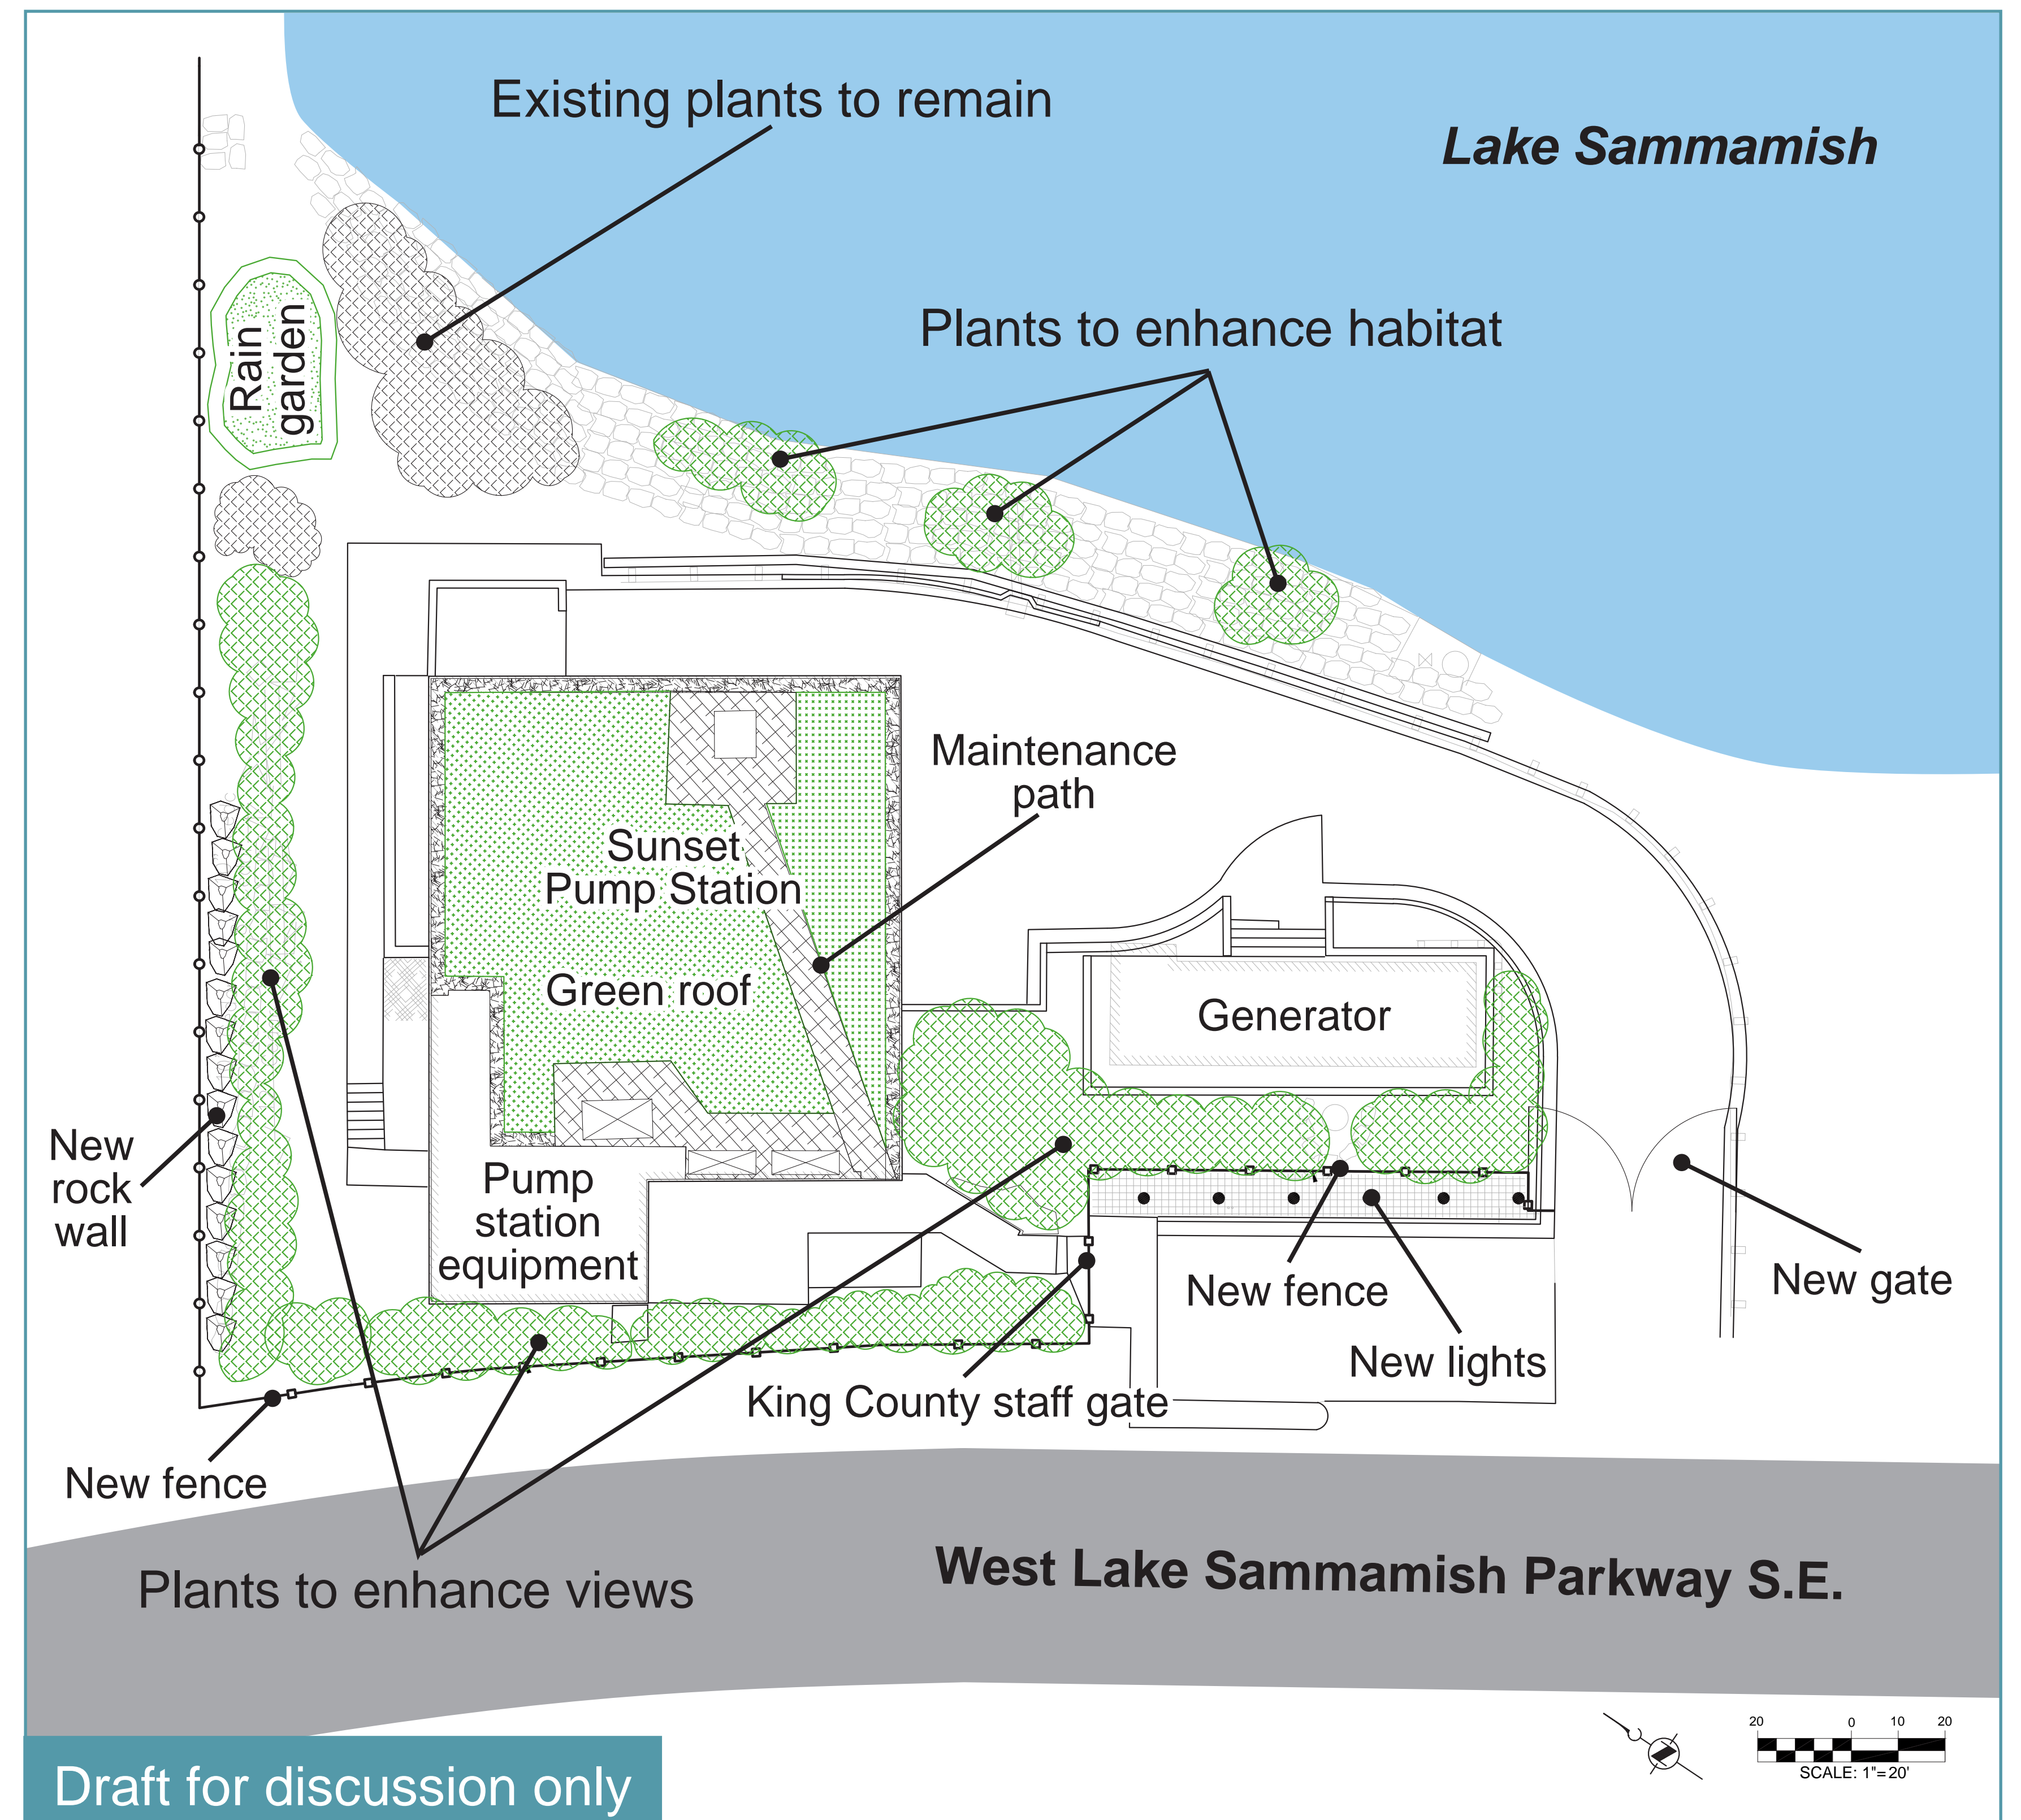 Existing plants to remain
Lake Sammamish
Plants to enhance habitat
Rain
garden
Maintenance
path
Sunset
Pump Station
Green roof
Generator
New
rock
wall
Pump
station
equipment
New fence
New gate
New lights
King County staff gate
New fence
Plants to enhance views
West Lake Sammamish Parkway S.E.
20 0 10 20
SCALE: 1"=20'
Draft for discussion only